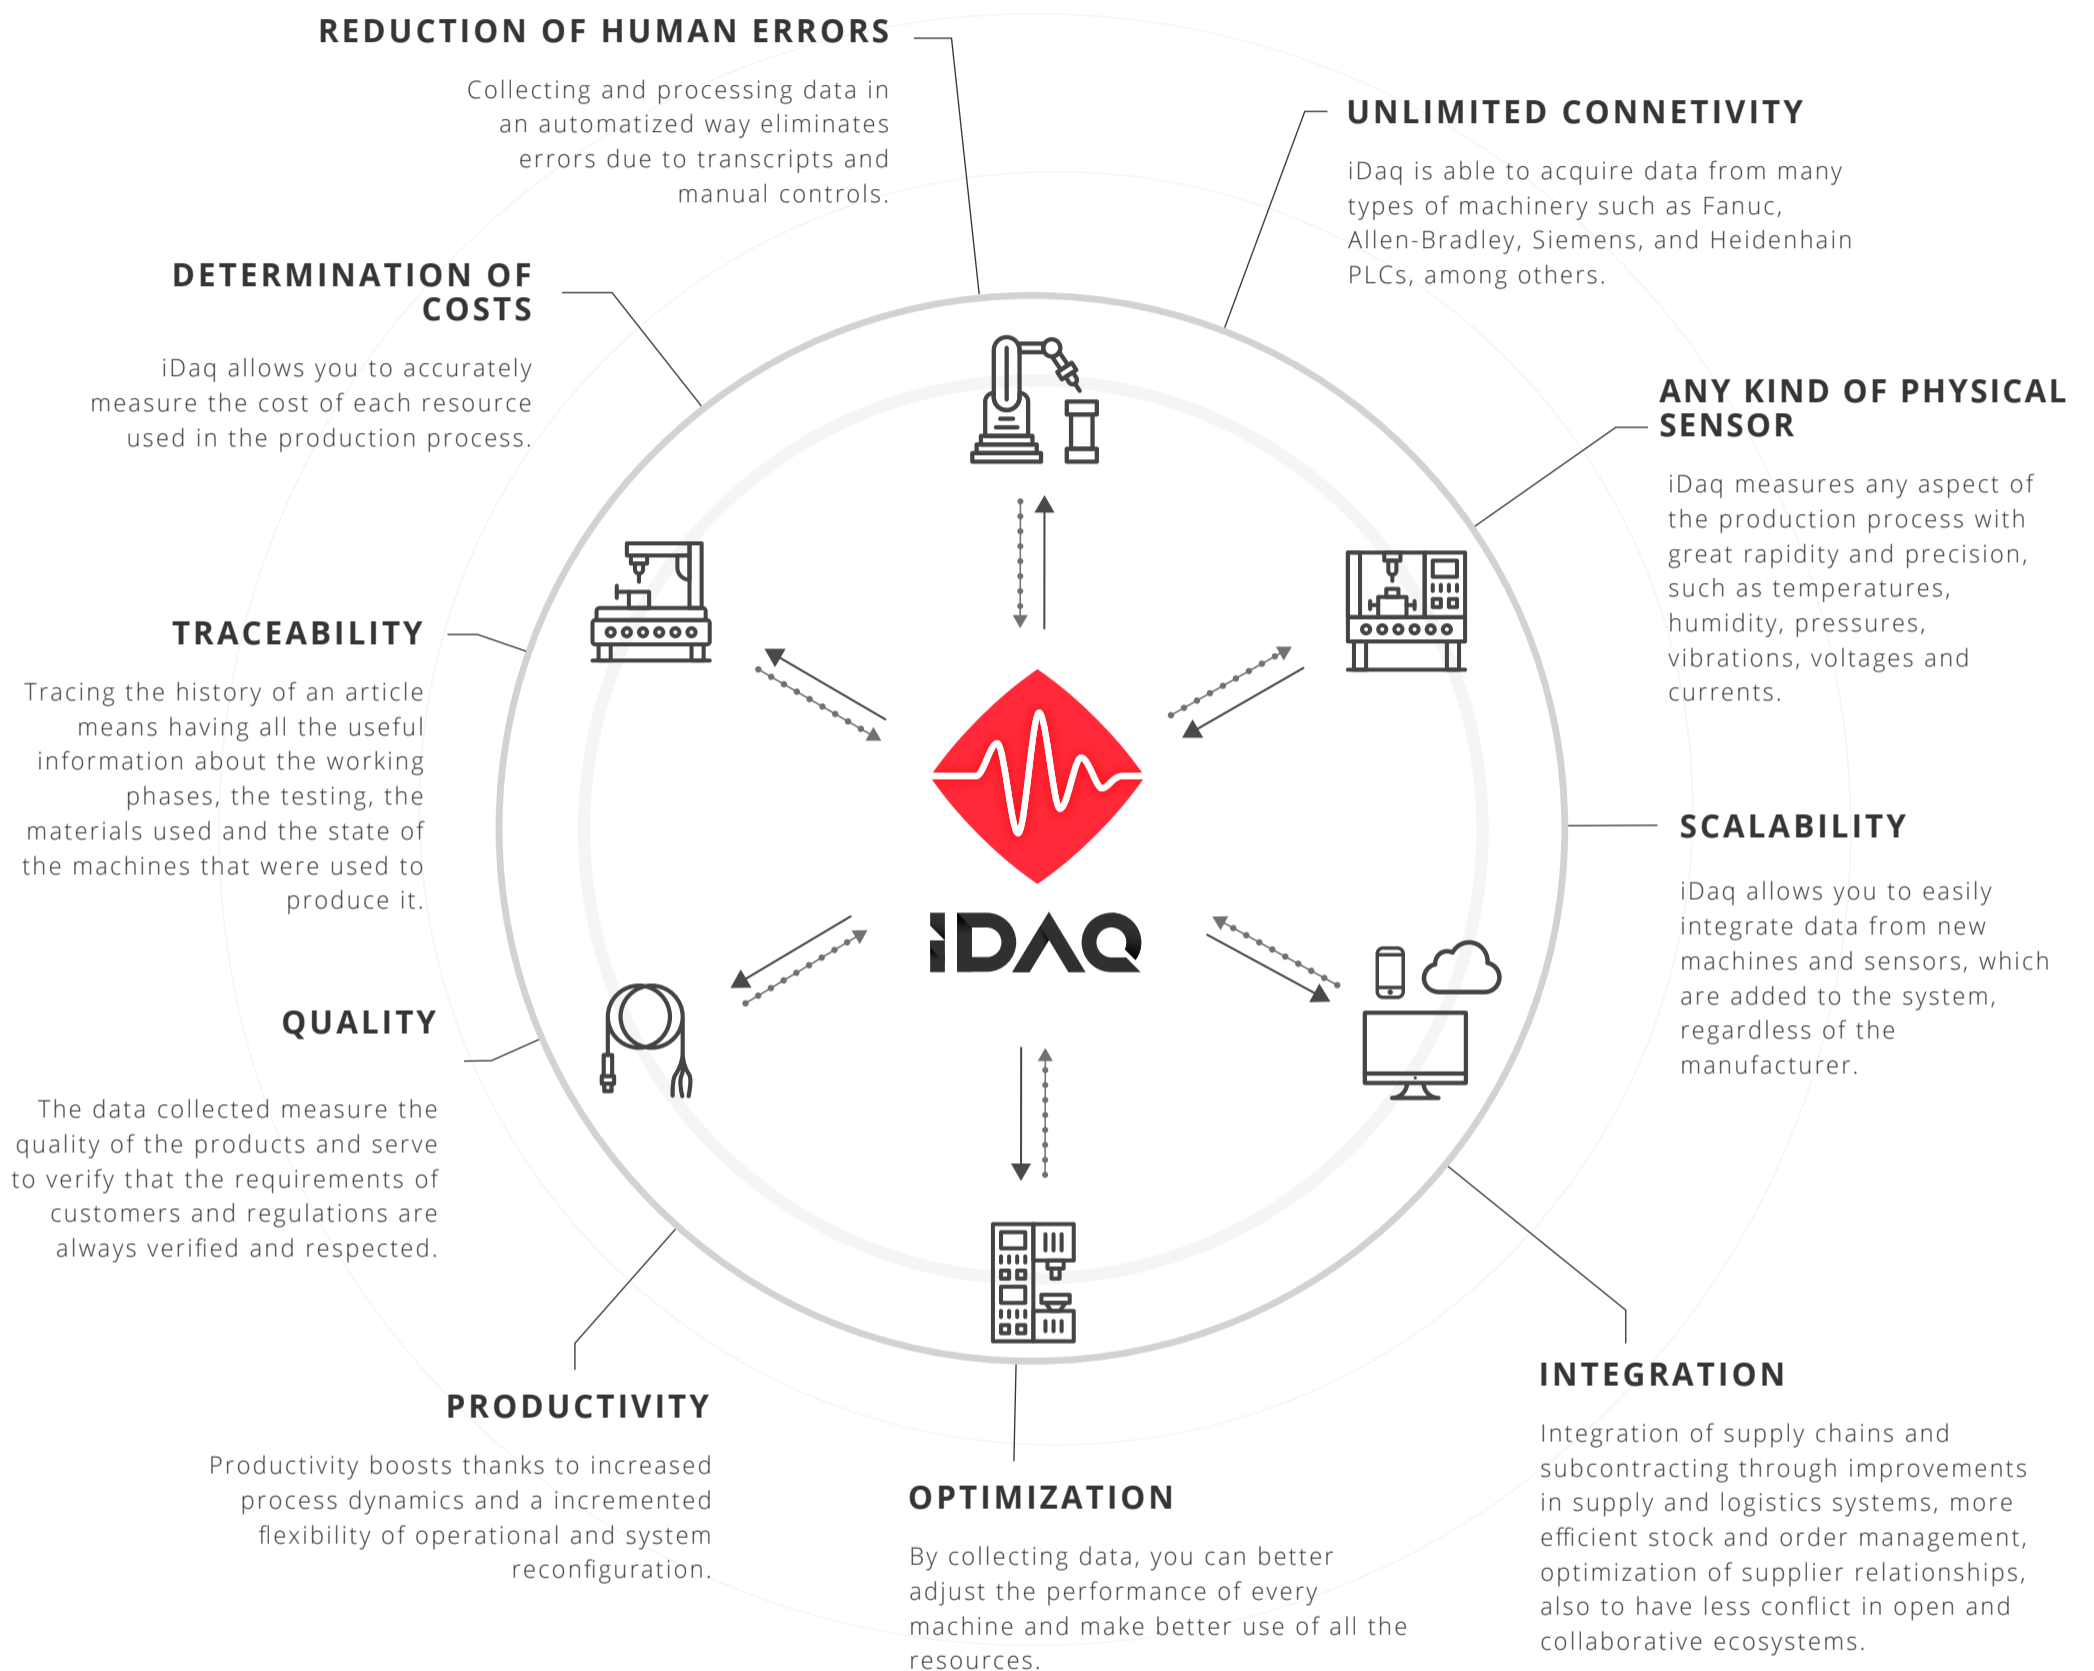 REDUCTION OF HUMAN ERRORS
Collecting and processing data in
an automatized way eliminates
errors due to transcripts and
manual controls.
UNLIMITED CONNETIVITY
iDaq is able to acquire data from many
types of machinery such as Fanuc,
Allen-Bradley, Siemens, and Heidenhain
PLCs, among others.
DETERMINATION OF
COSTS
iDaq allows you to accurately
measure the cost of each resource
used in the production process.
ANY KIND OF PHYSICAL
SENSOR
iDaq measures any aspect of
the production process with
great rapidity and precision,
such as temperatures,
humidity, pressures,
vibrations, voltages and
currents.
TRACEABILITY
Tracing the history of an article
means having all the useful
information about the working
phases, the testing, the
materials used and the state of
the machines that were used to
produce it.
iDAQ
SCALABILITY
iDaq allows you to easily
integrate data from new
machines and sensors, which
are added to the system,
regardless of the
manufacturer.
QUALITY
The data collected measure the
quality of the products and serve
to verify that the requirements of
customers and regulations are
always verified and respected.
PRODUCTIVITY
Productivity boosts thanks to increased
process dynamics and a incremented
flexibility of operational and system
reconfiguration.
OPTIMIZATION
By collecting data, you can better
adjust the performance of every
machine and make better use of all the
resources.
INTEGRATION
Integration of supply chains and
subcontracting through improvements
in supply and logistics systems, more
efficient stock and order management,
optimization of supplier relationships,
also to have less conflict in open and
collaborative ecosystems.